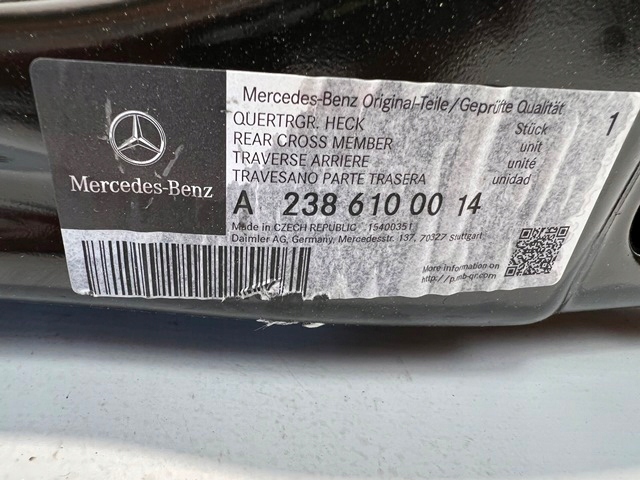 Mercedes-Benz
Mercedes-Benz Original-Teile/Geprüfte Qualität
QUERTRGR. HECK Stück 1
REAR CROSS MEMBER unit
TRAVERSE ARRIERE unité
TRAVESANO PARTE TRASERA unidad
A 238 610 00 14
Made in CZECH REPUBLIC 15400351
Daimler AG, Germany, Mercedesstr. 137, 70327 Stuttgart
More information on
http://p.mb-qr.com